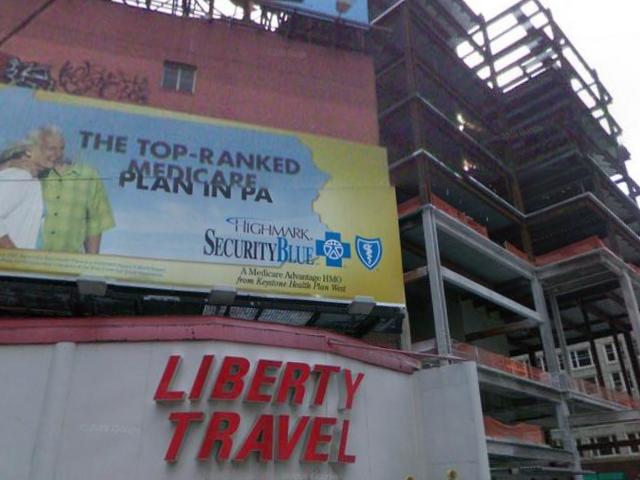 THE TOP-RANKED
MEDICARE
PLAN IN PA
HIGHMARK
SECURITYBLUE
A Medicare Advantage HMO
from Keystone Health Plan West
LIBERTY
TRAVEL